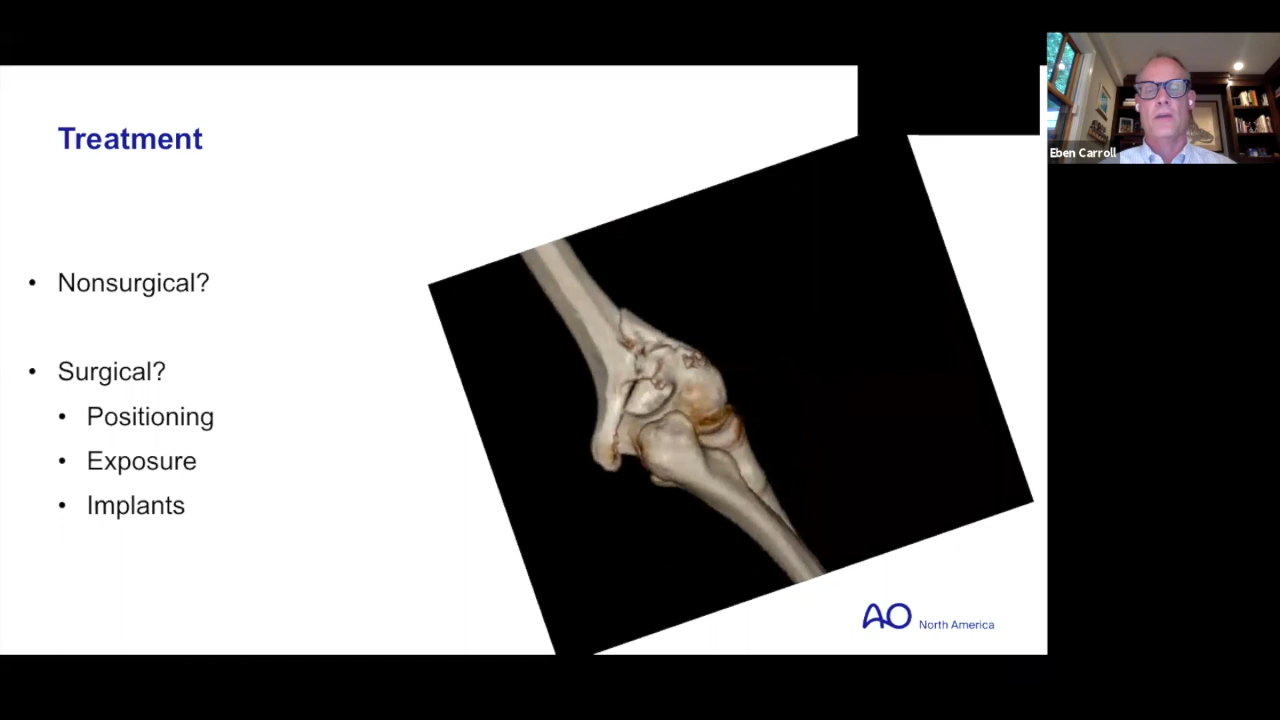 Treatment
• Nonsurgical?
• Surgical?
• Positioning
• Exposure
• Implants
AO North America
Eben Carroll